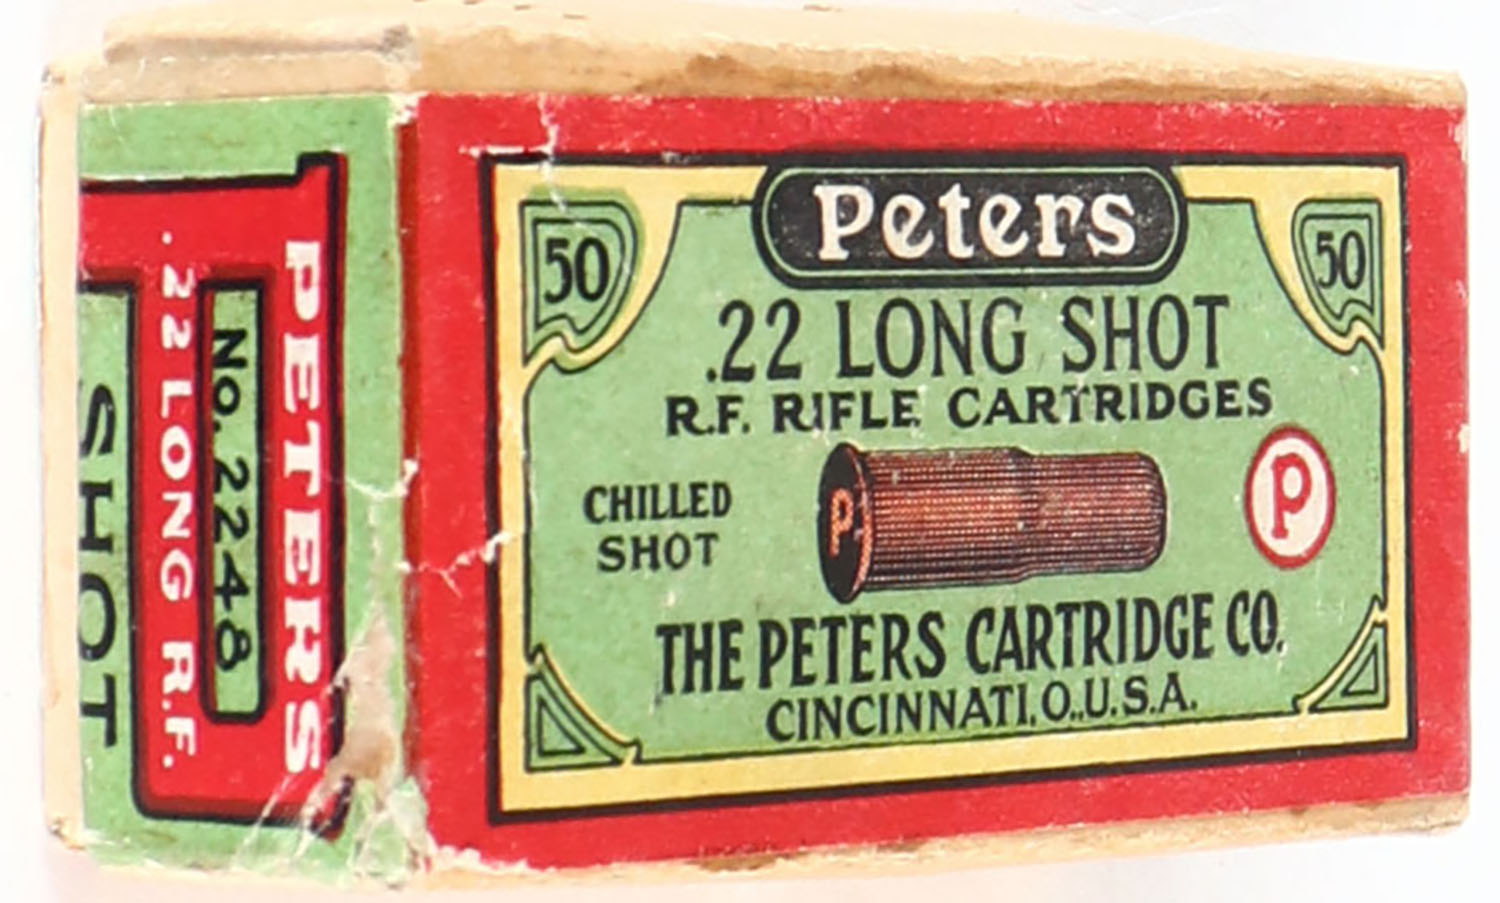 Peters
50
50
.22 LONG SHOT
R.F. RIFLE CARTRIDGES
CHILLED
SHOT
P
P
THE PETERS CARTRIDGE CO.
CINCINNATI, O., U.S.A.
PETERS
No. 2248
.22 LONG R.F.
SHOT